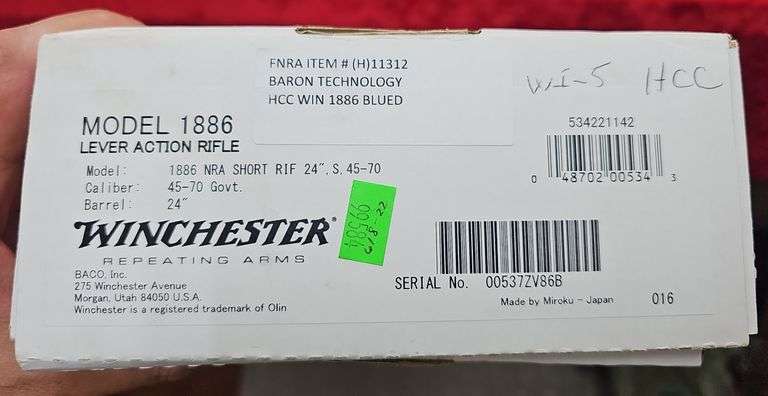 FNRA ITEM # (H)11312
BARON TECHNOLOGY
HCC WIN 1886 BLUED
WI-5 HCC
MODEL 1886
LEVER ACTION RIFLE
Model: 1886 NRA SHORT RIF 24",S,45-70
Caliber: 45-70 Govt.
Barrel: 24"
534221142
0 48702 00534 3
WINCHESTER®
REPEATING ARMS
BACO, Inc.
275 Winchester Avenue
Morgan, Utah 84050 U.S.A.
Winchester is a registered trademark of Olin
SERIAL No. 00537ZV86B
Made by Miroku - Japan 016